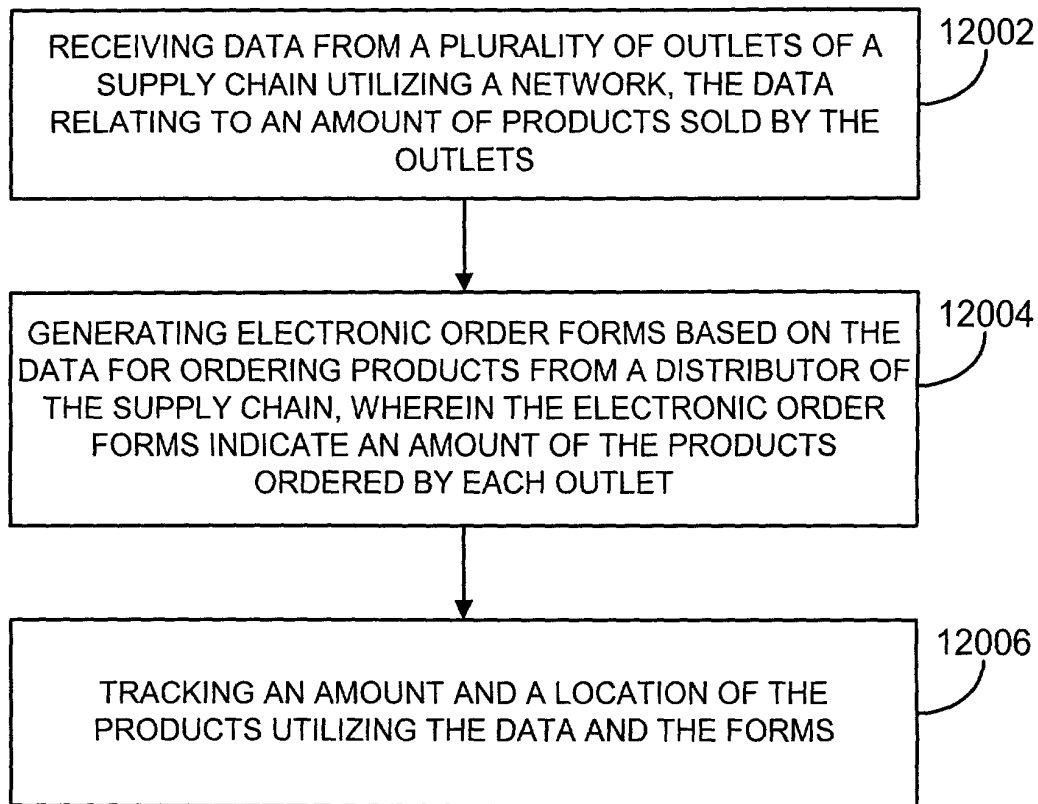 RECEIVING DATA FROM A PLURALITY OF OUTLETS OF A
SUPPLY CHAIN UTILIZING A NETWORK, THE DATA
RELATING TO AN AMOUNT OF PRODUCTS SOLD BY THE
OUTLETS
12002
GENERATING ELECTRONIC ORDER FORMS BASED ON THE
DATA FOR ORDERING PRODUCTS FROM A DISTRIBUTOR OF
THE SUPPLY CHAIN, WHEREIN THE ELECTRONIC ORDER
FORMS INDICATE AN AMOUNT OF THE PRODUCTS
ORDERED BY EACH OUTLET
12004
TRACKING AN AMOUNT AND A LOCATION OF THE
PRODUCTS UTILIZING THE DATA AND THE FORMS
12006